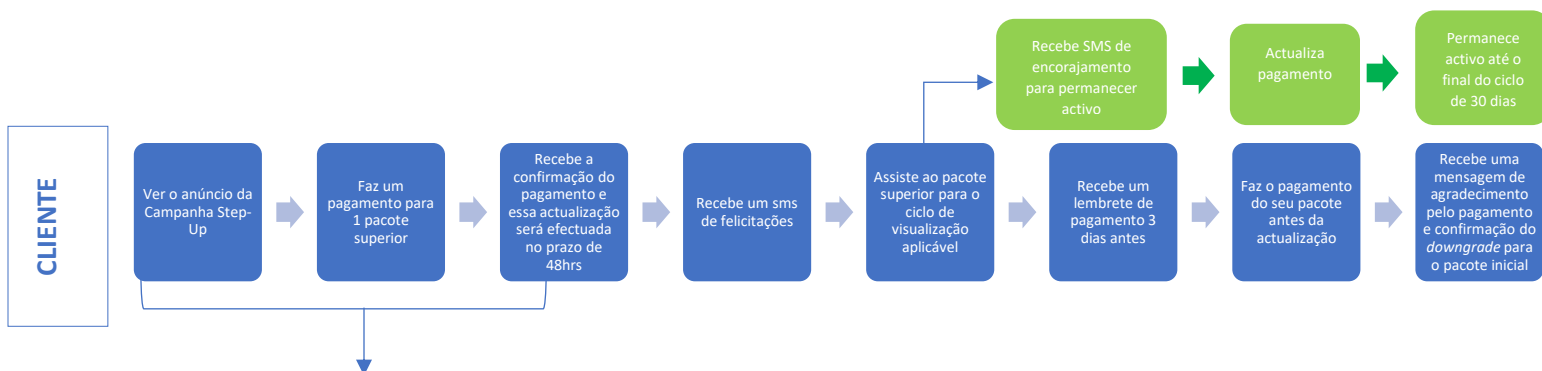 Recebe SMS de
encorajamento
para permanecer
activo
Actualiza
pagamento
Permanece
activo até o
final do ciclo
de 30 dias
CLIENTE
Ver o anúncio da
Campanha Step-
Up
Faz um
pagamento para
1 pacote
superior
Recebe a
confirmação do
pagamento e
essa actualização
será efectuada
no prazo de
48hrs
Recebe um sms
de felicitações
Assiste ao pacote
superior para o
ciclo de
visualização
aplicável
Recebe um
lembrete de
pagamento 3
dias antes
Faz o pagamento
do seu pacote
antes da
actualização
Recebe uma
mensagem de
agradecimento
pelo pagamento
e confirmação do
downgrade para
o pacote inicial